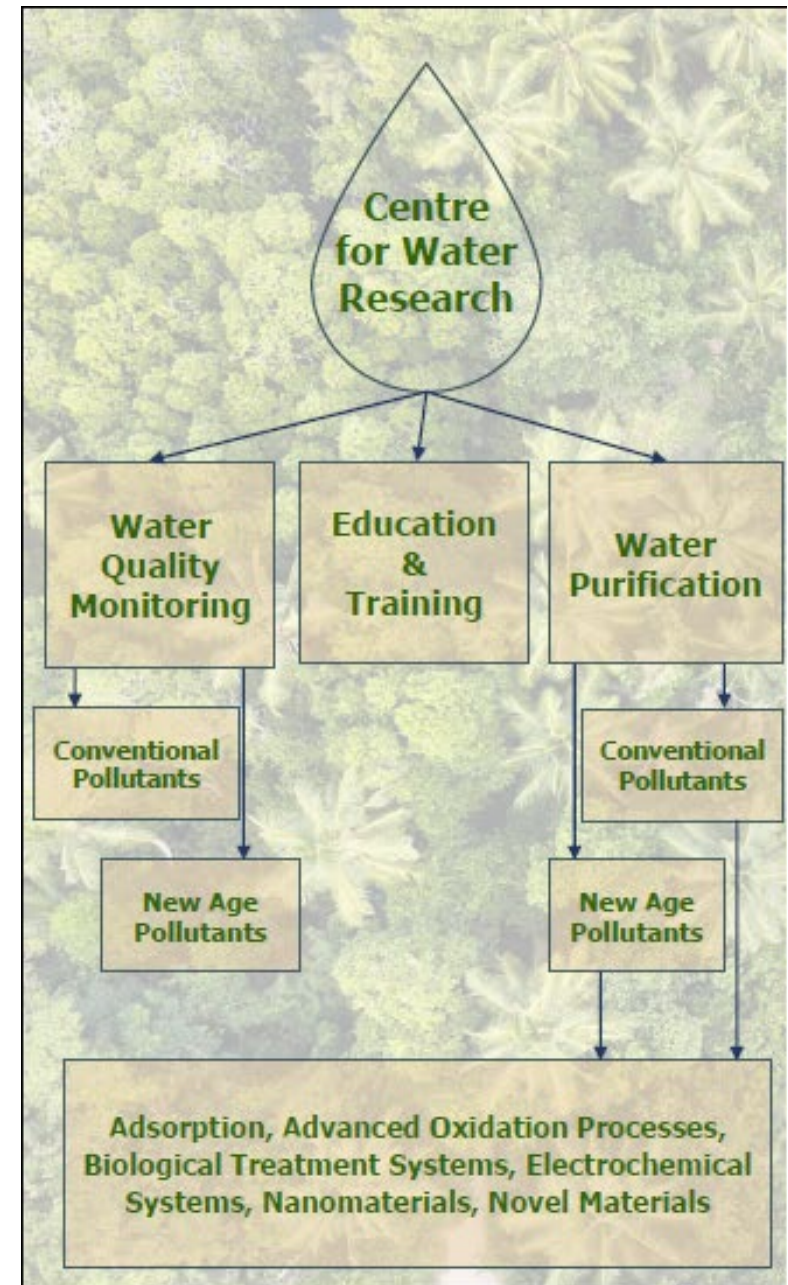 Centre
for Water
Research
Water
Quality
Monitoring
Education
&
Training
Water
Purification
Conventional
Pollutants
Conventional
Pollutants
New Age
Pollutants
New Age
Pollutants
Adsorption, Advanced Oxidation Processes,
Biological Treatment Systems, Electrochemical
Systems, Nanomaterials, Novel Materials